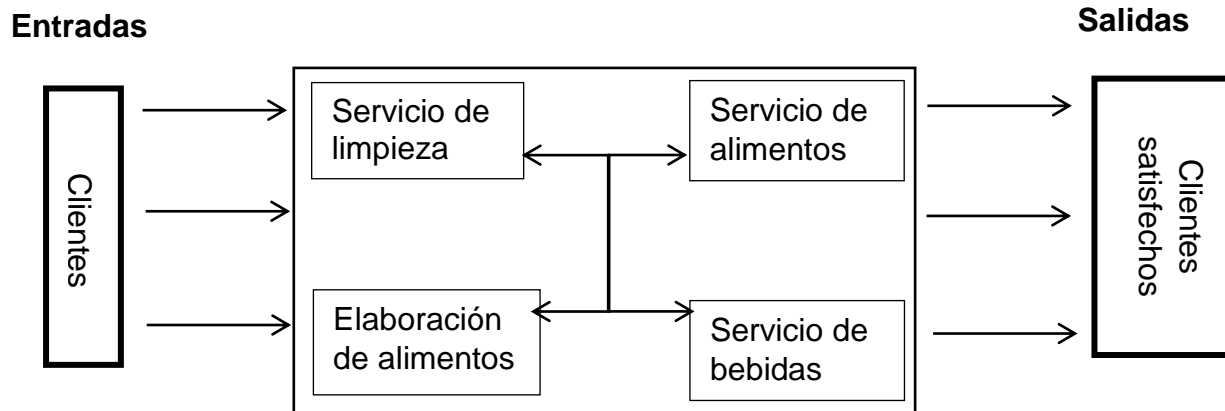 Entradas
Salidas
Clientes
Servicio de
limpieza
Servicio de
alimentos
Elaboración
de alimentos
Servicio de
bebidas
Clientes
satisfechos